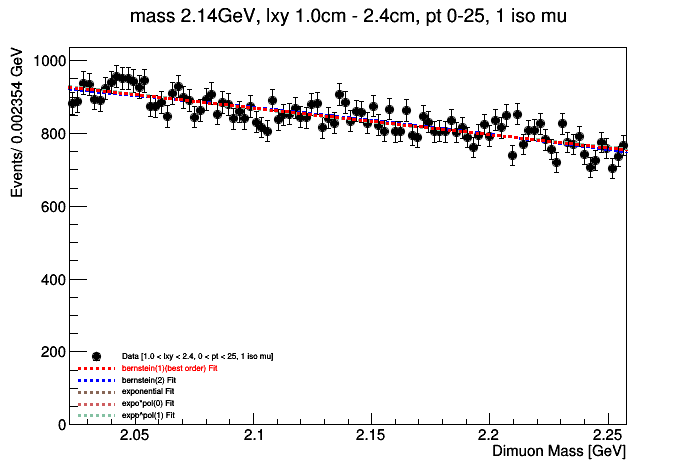 mass 2.14GeV, lxy 1.0cm - 2.4cm, pt 0-25, 1 iso mu
Events/ 0.002354 GeV
1000
800
600
400
200
0
Data [1.0 < lxy < 2.4, 0 < pt < 25, 1 iso mu]
bernstein(1)(best order) Fit
bernstein(2) Fit
exponential Fit
expo*pol(0) Fit
expp^pol(1) Fit
2.05 2.1 2.15 2.2 2.25
Dimuon Mass [GeV]